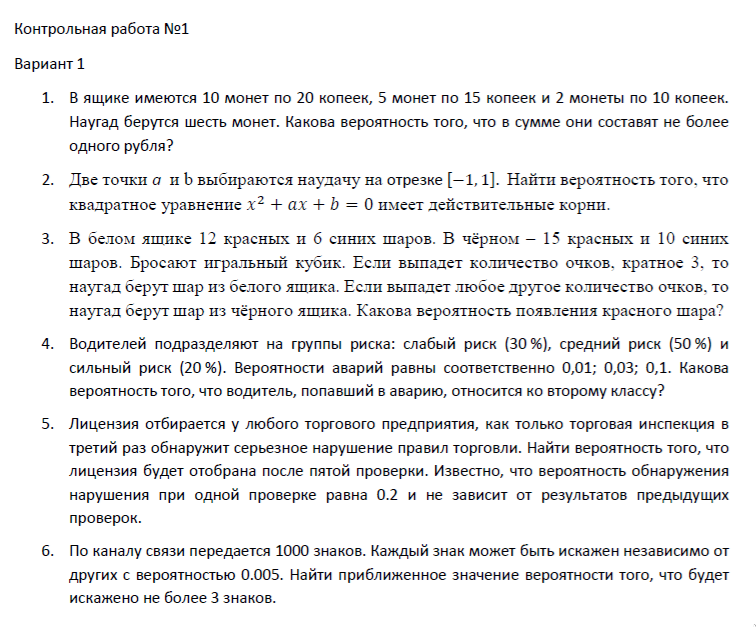 Контрольная работа №1
Вариант 1
1. В ящике имеются 10 монет по 20 копеек, 5 монет по 15 копеек и 2 монеты по 10 копеек.
Наугад берутся шесть монет. Какова вероятность того, что в сумме они составят не более
одного рубля?
2. Две точки a и b выбираются наудачу на отрезке [−1, 1]. Найти вероятность того, что
квадратное уравнение x² + ax + b = 0 имеет действительные корни.
3. В белом ящике 12 красных и 6 синих шаров. В чёрном – 15 красных и 10 синих
шаров. Бросают игральный кубик. Если выпадет количество очков, кратное 3, то
наугад берут шар из белого ящика. Если выпадет любое другое количество очков, то
наугад берут шар из чёрного ящика. Какова вероятность появления красного шара?
4. Водителей подразделяют на группы риска: слабый риск (30 %), средний риск (50 %) и
сильный риск (20 %). Вероятности аварий равны соответственно 0,01; 0,03; 0,1. Какова
вероятность того, что водитель, попавший в аварию, относится ко второму классу?
5. Лицензия отбирается у любого торгового предприятия, как только торговая инспекция в
третий раз обнаружит серьезное нарушение правил торговли. Найти вероятность того, что
лицензия будет отобрана после пятой проверки. Известно, что вероятность обнаружения
нарушения при одной проверке равна 0.2 и не зависит от результатов предыдущих
проверок.
6. По каналу связи передается 1000 знаков. Каждый знак может быть искажен независимо от
других с вероятностью 0.005. Найти приближенное значение вероятности того, что будет
искажено не более 3 знаков.